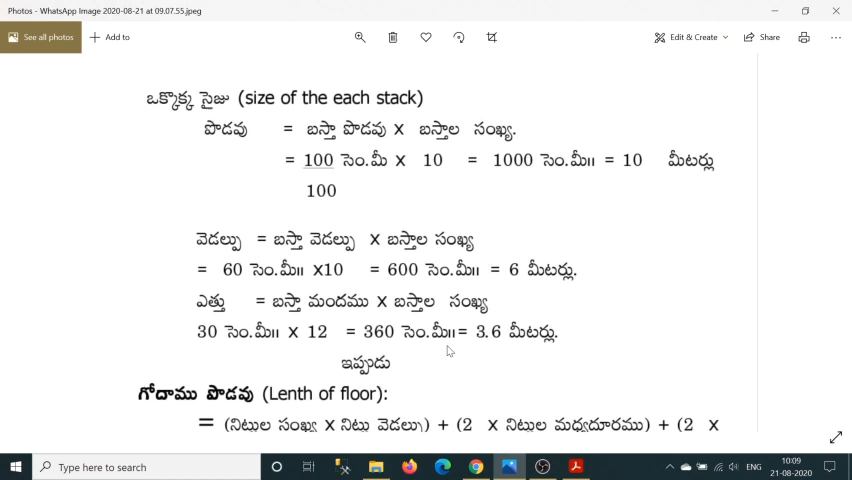 Photos - WhatsApp Image 2020-08-21 at 09.07.55.jpeg
See all photos
Add to
Edit & Create
Share
ఒక్కొక్క సైజు (size of the each stack)
పొడవు = బస్తా పొడవు x బస్తాల సంఖ్య.
= 100 సెం.మీ x 10 = 1000 సెం.మీ॥ = 10 మీటర్లు
100
వెడల్పు = బస్తా వెడల్పు x బస్తాల సంఖ్య
= 60 సెం.మీ॥ x10 = 600 సెం.మీ॥ = 6 మీటర్లు.
ఎత్తు = బస్తా మందము x బస్తాల సంఖ్య
30 సెం.మీ॥ x 12 = 360 సెం.మీ॥= 3.6 మీటర్లు.
ఇప్పుడు
గోదాము పొడవు (Lenth of floor):
= (నిట్టుల సంఖ్య x నిట్టు వెడల్పు) + (2 x నిట్టుల మధ్యదూరము) + (2 x
Type here to search
ENG
10:09
21-08-2020